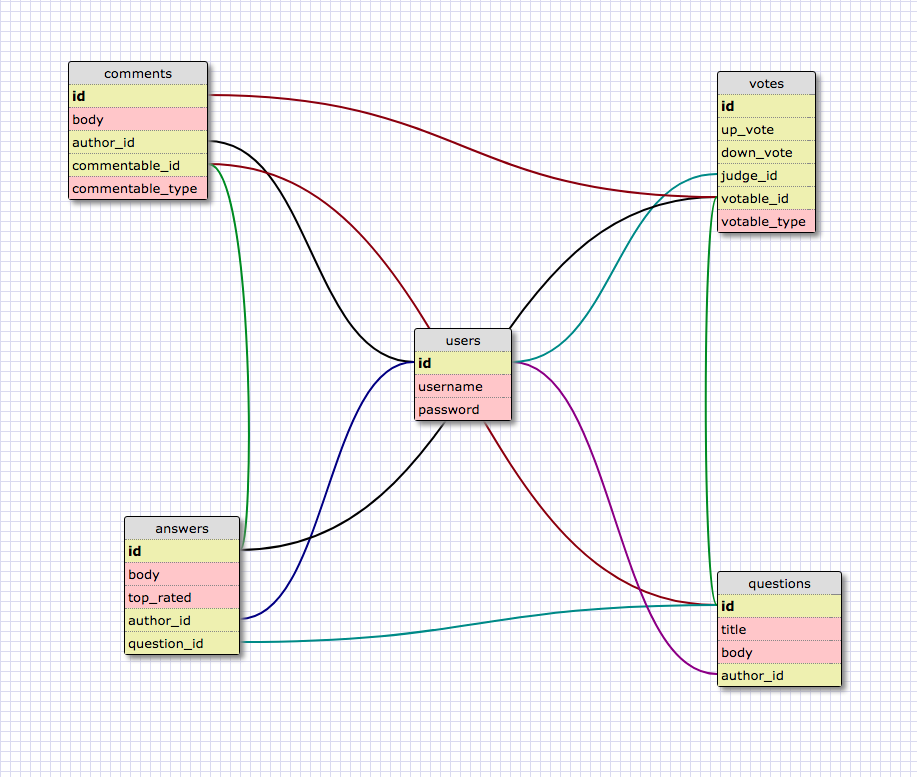 comments
id
body
author_id
commentable_id
commentable_type
votes
id
up_vote
down_vote
judge_id
votable_id
votable_type
users
id
username
password
answers
id
body
top_rated
author_id
question_id
questions
id
title
body
author_id